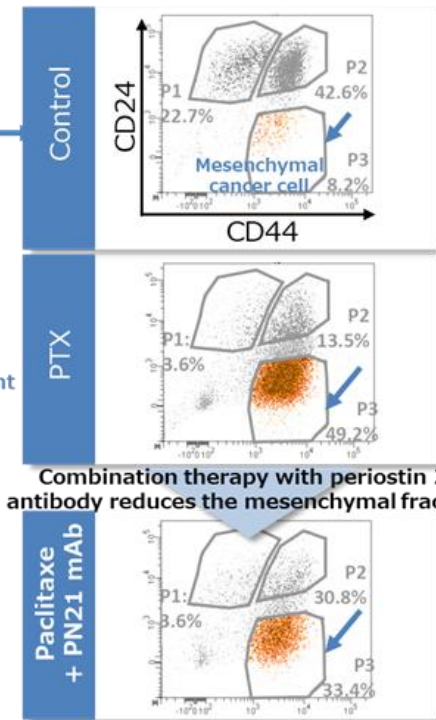 Control
CD24
P1
22.7%
P2
42.6%
Mesenchymal
cancer cell
P3
8.2%
CD44
PTX
P1:
3.6%
P2
13.5%
P3
49.2%
Combination therapy with periostin
antibody reduces the mesenchymal
Paclitaxe
+ PN21 mAb
P1:
3.6%
P2
30.8%
P3
33.4%